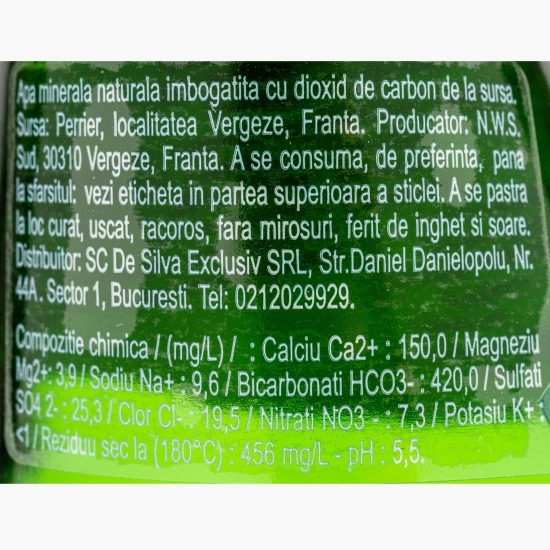 Apa minerala naturala imbogatita cu dioxid de carbon de la sursa.
Sursa: Perrier, localitatea Vergeze, Franta. Producator: N.W.S.
Sud, 30310 Vergeze, Franta. A se consuma, de preferinta, pana
la sfarsitul: vezi eticheta in partea superioara a sticlei. A se pastra
la loc curat, uscat, racoros, fara mirosuri, ferit de inghet si soare.
Distribuitor: SC De Silva Exclusiv SRL, Str.Daniel Danielopolu, Nr.
44A. Sector 1, Bucuresti. Tel: 0212029929.
Compozitie chimica / (mg/L) / : Calciu Ca2+ : 150,0 / Magneziu
Mg2+: 3,9 / Sodiu Na+ : 9,6 / Bicarbonati HCO3- : 420,0 / Sulfati
SO4 2- : 25,3 / Clor Cl- : 19,5 / Nitrati NO3 - : 7,3 / Potasiu K+ :
<1 / Reziduu sec la (180°C) : 456 mg/L - pH : 5,5.